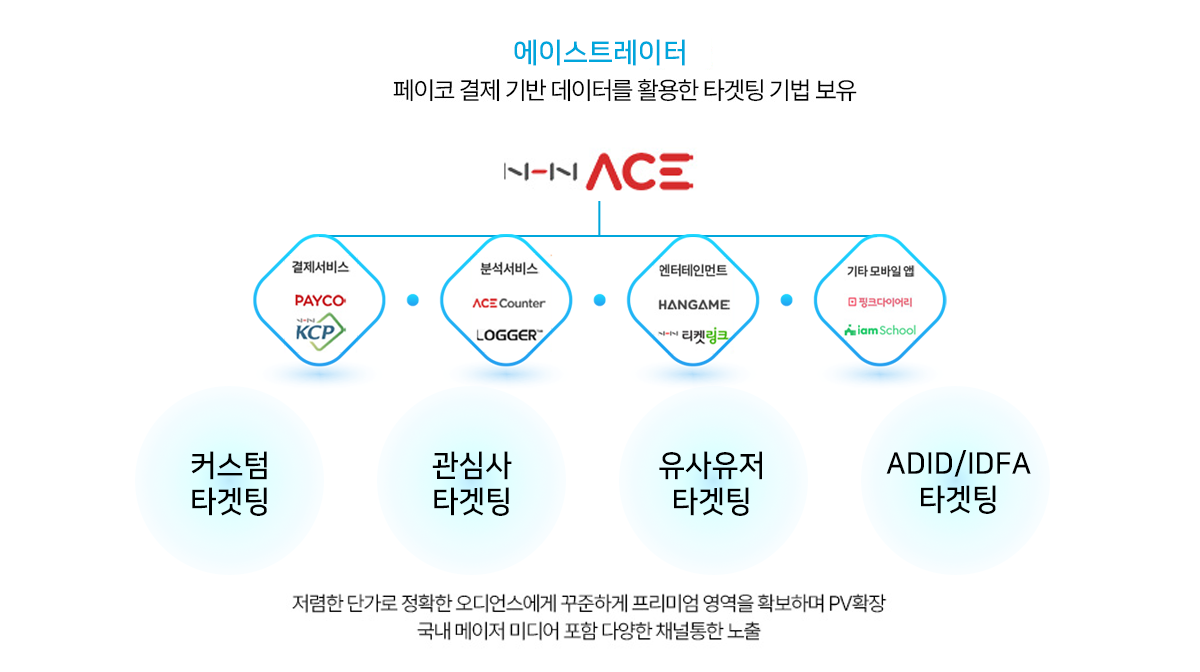 에이스트레이터
페이코 결제 기반 데이터를 활용한 타겟팅 기법 보유
NHN ACE
결제서비스
PAYCO
NHN
KCP
분석서비스
ACE Counter
LOGGER™
엔터테인먼트
HANGAME
NHN 티켓링크
기타 모바일 앱
핑크다이어리
iamSchool
커스텀
타겟팅
관심사
타겟팅
유사유저
타겟팅
ADID/IDFA
타겟팅
저렴한 단가로 정확한 오디언스에게 꾸준하게 프리미엄 영역을 확보하며 PV확장
국내 메이저 미디어 포함 다양한 채널통한 노출